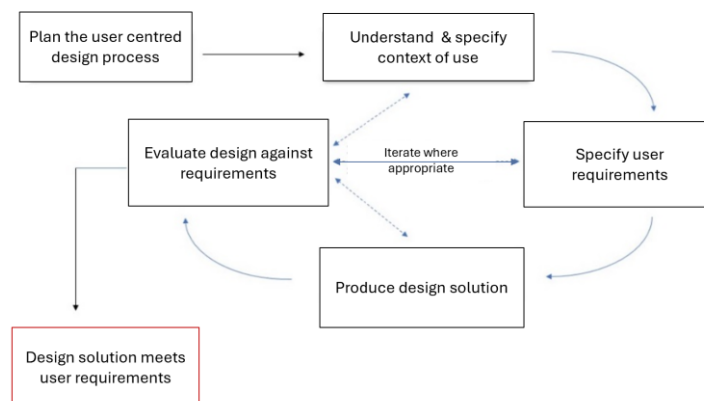 Plan the user centred
design process
Understand & specify
context of use
Evaluate design against
requirements
Iterate where
appropriate
Specify user
requirements
Produce design solution
Design solution meets
user requirements